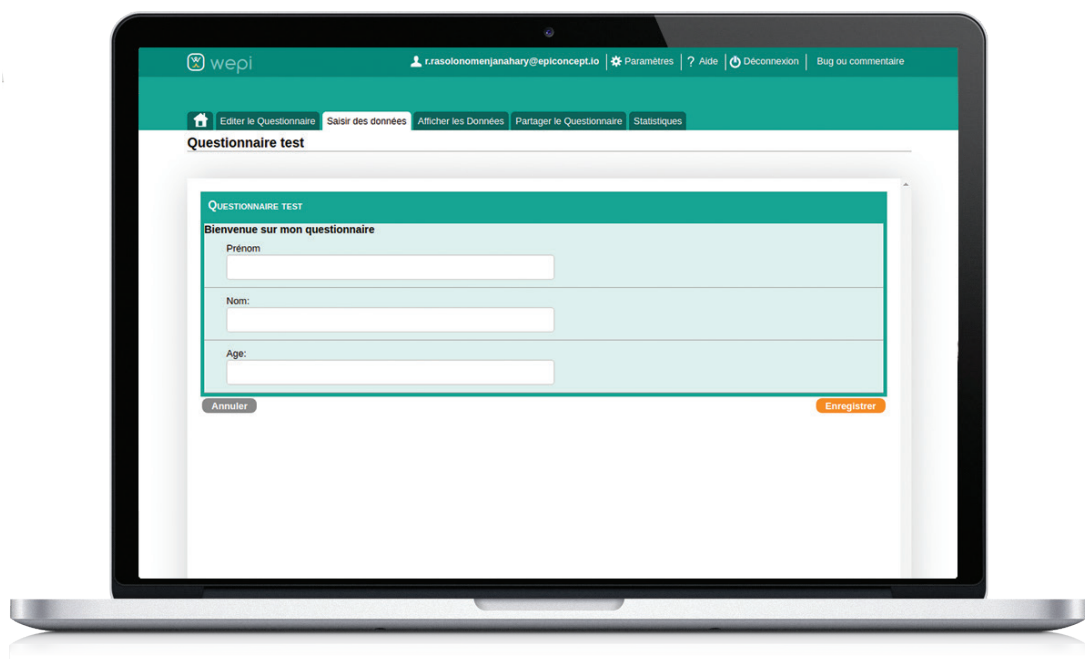 wepi r.rasolonomenjanahary@epiconcept.io Paramètres ? Aide Déconnexion Bug ou commentaire
Editer le Questionnaire Saisir des données Afficher les Données Partager le Questionnaire Statistiques
Questionnaire test
QUESTIONNAIRE TEST
Bienvenue sur mon questionnaire
Prénom
Nom:
Age:
Annuler Enregistrer